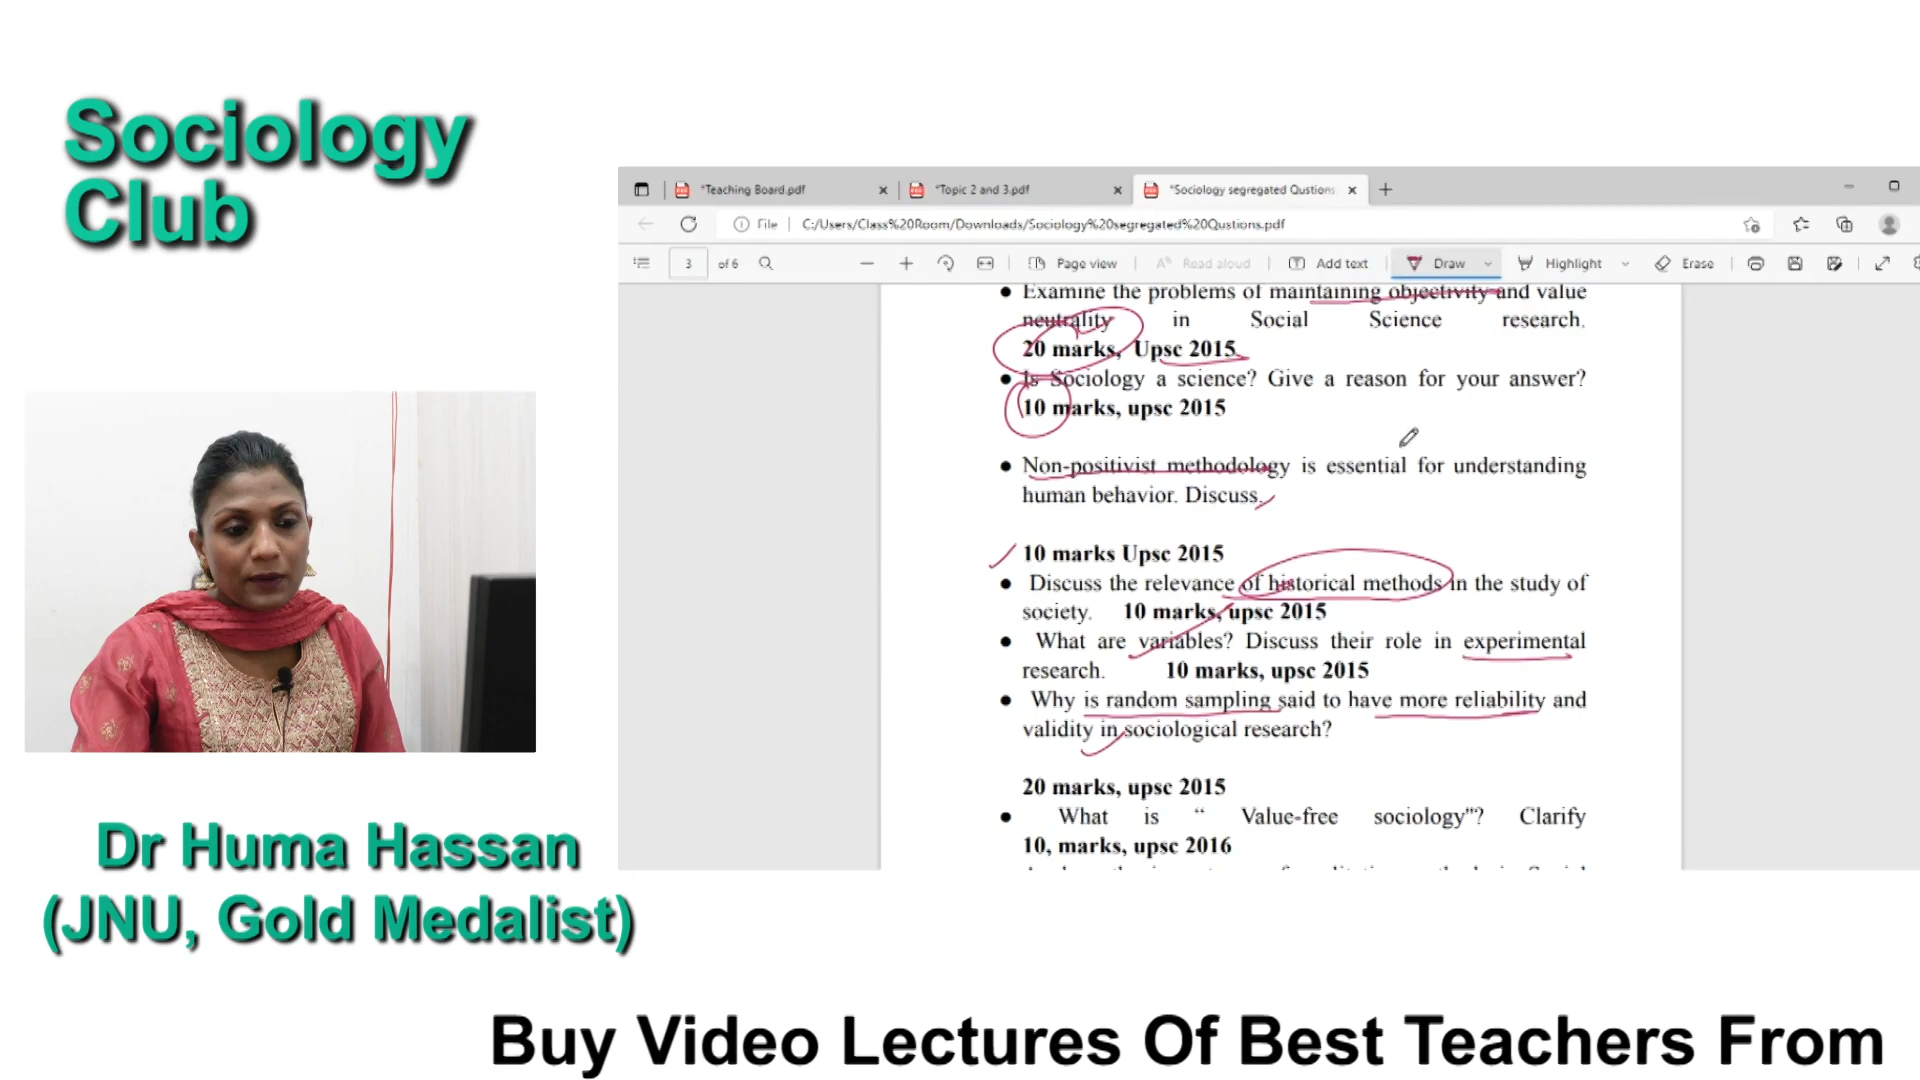 Sociology
Club
*Teaching Board.pdf
*Topic 2 and 3.pdf
*Sociology segregated Qustions
File
C:/Users/Class%20Room/Downloads/Sociology%20segregated%20Qustions.pdf
3 of 6
Page view
Read aloud
Add text
Draw
Highlight
Erase
● Examine the problems of maintaining objectivity and value
neutrality in Social Science research.
20 marks, Upsc 2015
● Is Sociology a science? Give a reason for your answer?
10 marks, upsc 2015
● Non-positivist methodology is essential for understanding
human behavior. Discuss.
10 marks Upsc 2015
● Discuss the relevance of historical methods in the study of
society. 10 marks, upsc 2015
● What are variables? Discuss their role in experimental
research. 10 marks, upsc 2015
● Why is random sampling said to have more reliability and
validity in sociological research?
20 marks, upsc 2015
● What is “ Value-free sociology"? Clarify
10, marks, upsc 2016
Dr Huma Hassan
(JNU, Gold Medalist)
Buy Video Lectures Of Best Teachers From